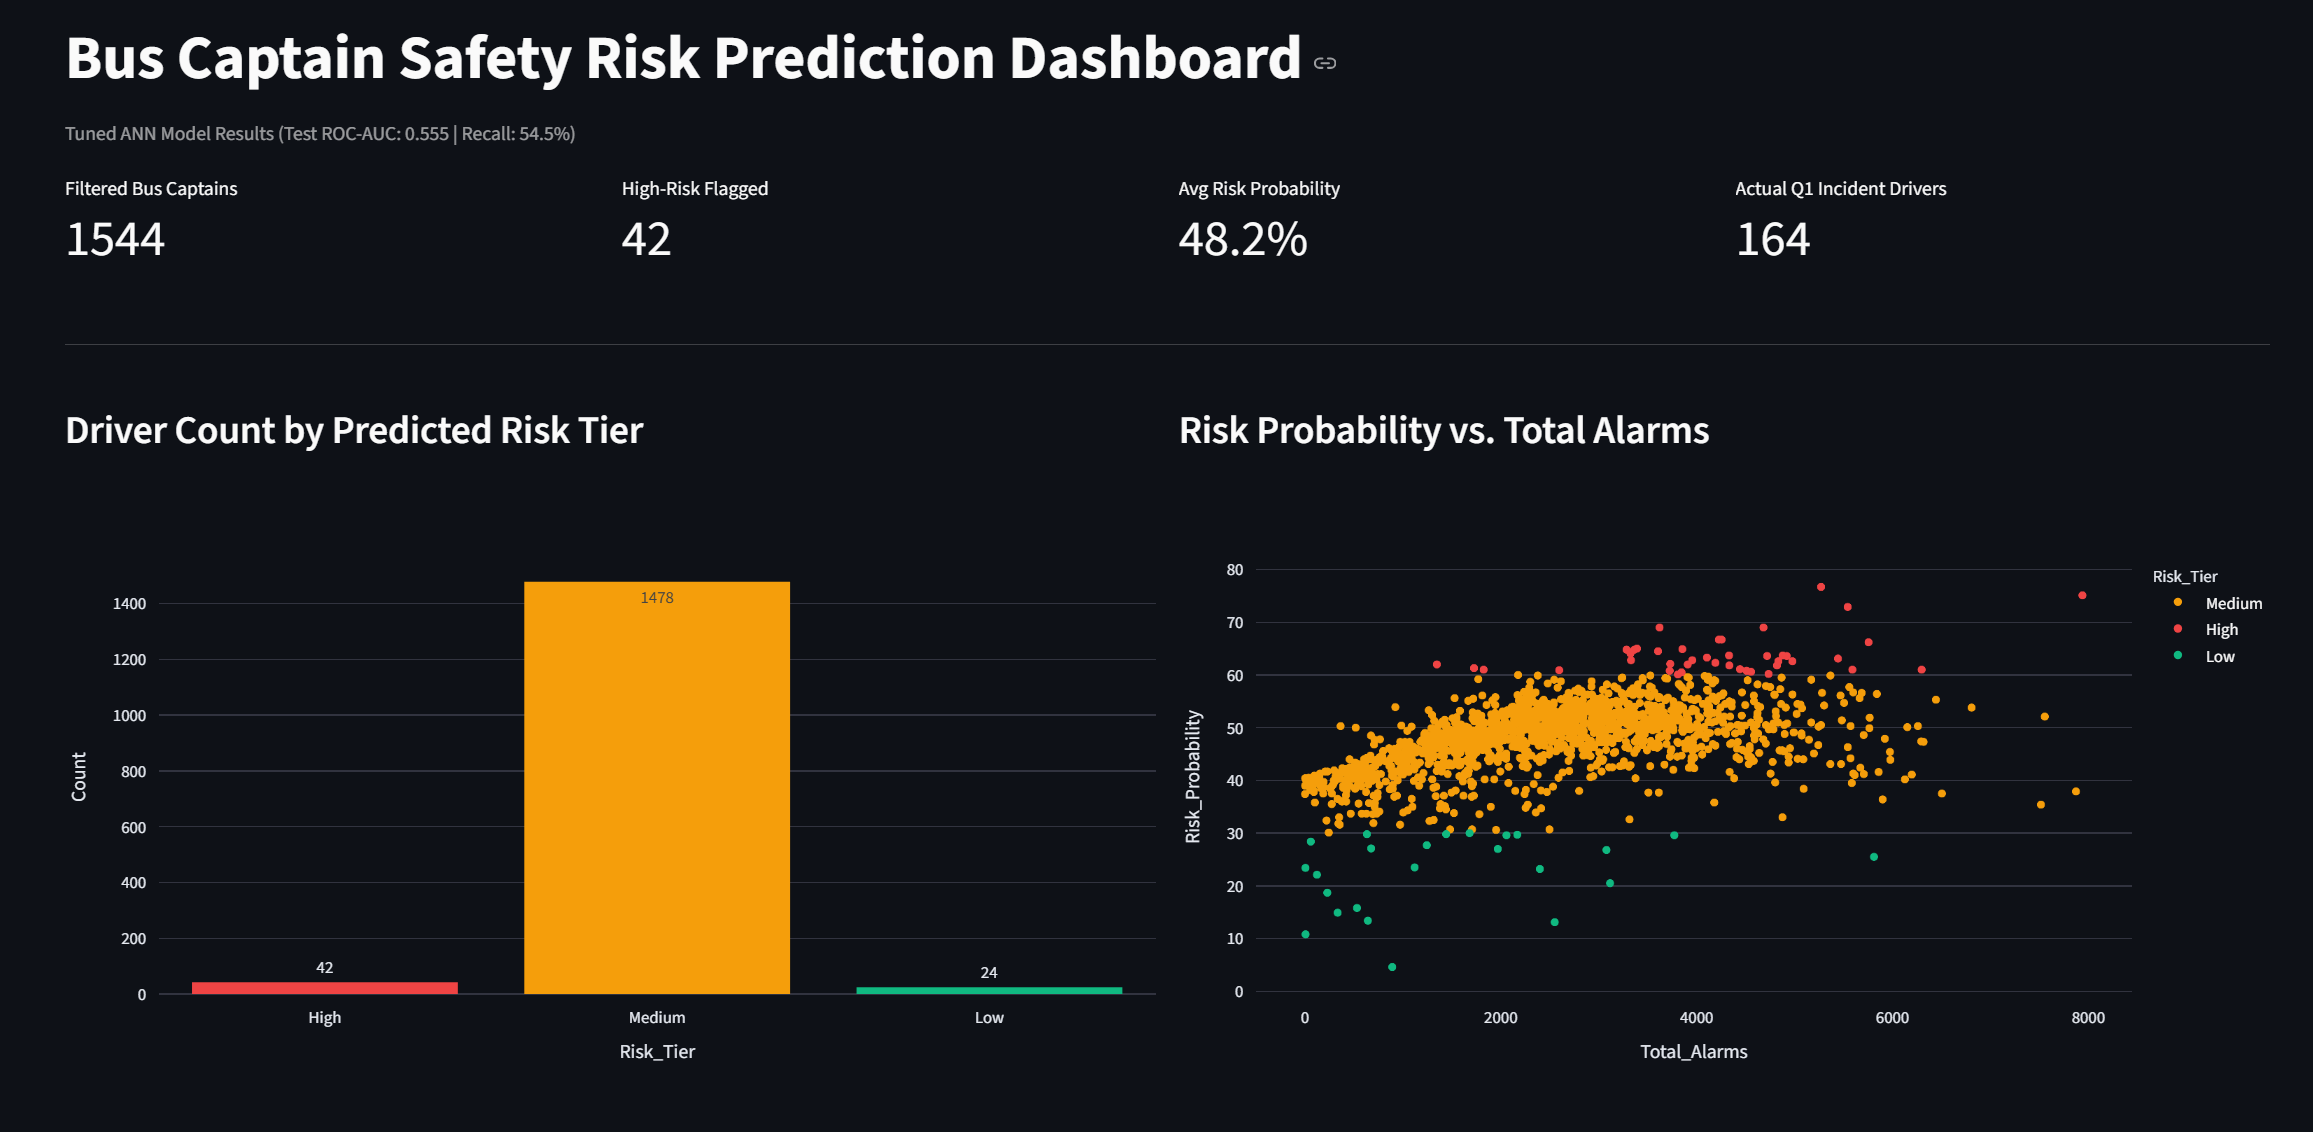 Bus Captain Safety Risk Prediction Dashboard
Tuned ANN Model Results (Test ROC-AUC: 0.555 | Recall: 54.5%)
Filtered Bus Captains
1544
High-Risk Flagged
42
Avg Risk Probability
48.2%
Actual Q1 Incident Drivers
164
Driver Count by Predicted Risk Tier
1400
1200
1000
800
600
400
200
0
Count
42
1478
24
High
Medium
Low
Risk_Tier
Risk Probability vs. Total Alarms
80
70
60
50
40
30
20
10
0
Risk_Probability
0
2000
4000
6000
8000
Total_Alarms
Risk_Tier
Medium
High
Low